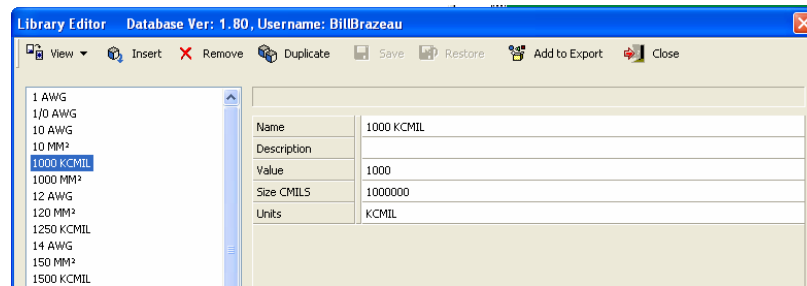 Library Editor Database Ver: 1.80, Username: BillBrazeau
View Insert Remove Duplicate Save Restore Add to Export Close
1 AWG
1/0 AWG
10 AWG
10 MM²
1000 KCMIL
1000 MM²
12 AWG
120 MM²
1250 KCMIL
14 AWG
150 MM²
1500 KCMIL
Name 1000 KCMIL
Description
Value 1000
Size CMILS 1000000
Units KCMIL